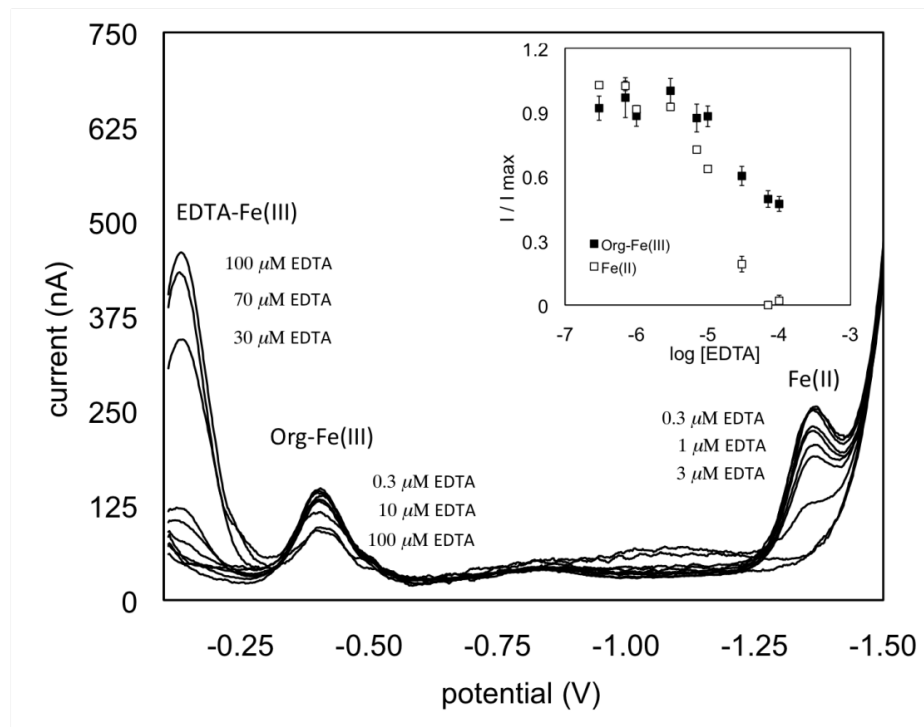 750
625
500
375
250
125
0
current (nA)
EDTA-Fe(III)
100 μM EDTA
70 μM EDTA
30 μM EDTA
Org-Fe(III)
0.3 μM EDTA
10 μM EDTA
100 μM EDTA
Fe(II)
0.3 μM EDTA
1 μM EDTA
3 μM EDTA
-0.25 -0.50 -0.75 -1.00 -1.25 -1.50
potential (V)
1.2
0.9
0.6
0.3
0
I / I max
Org-Fe(III)
Fe(II)
-7 -6 -5 -4 -3
log [EDTA]